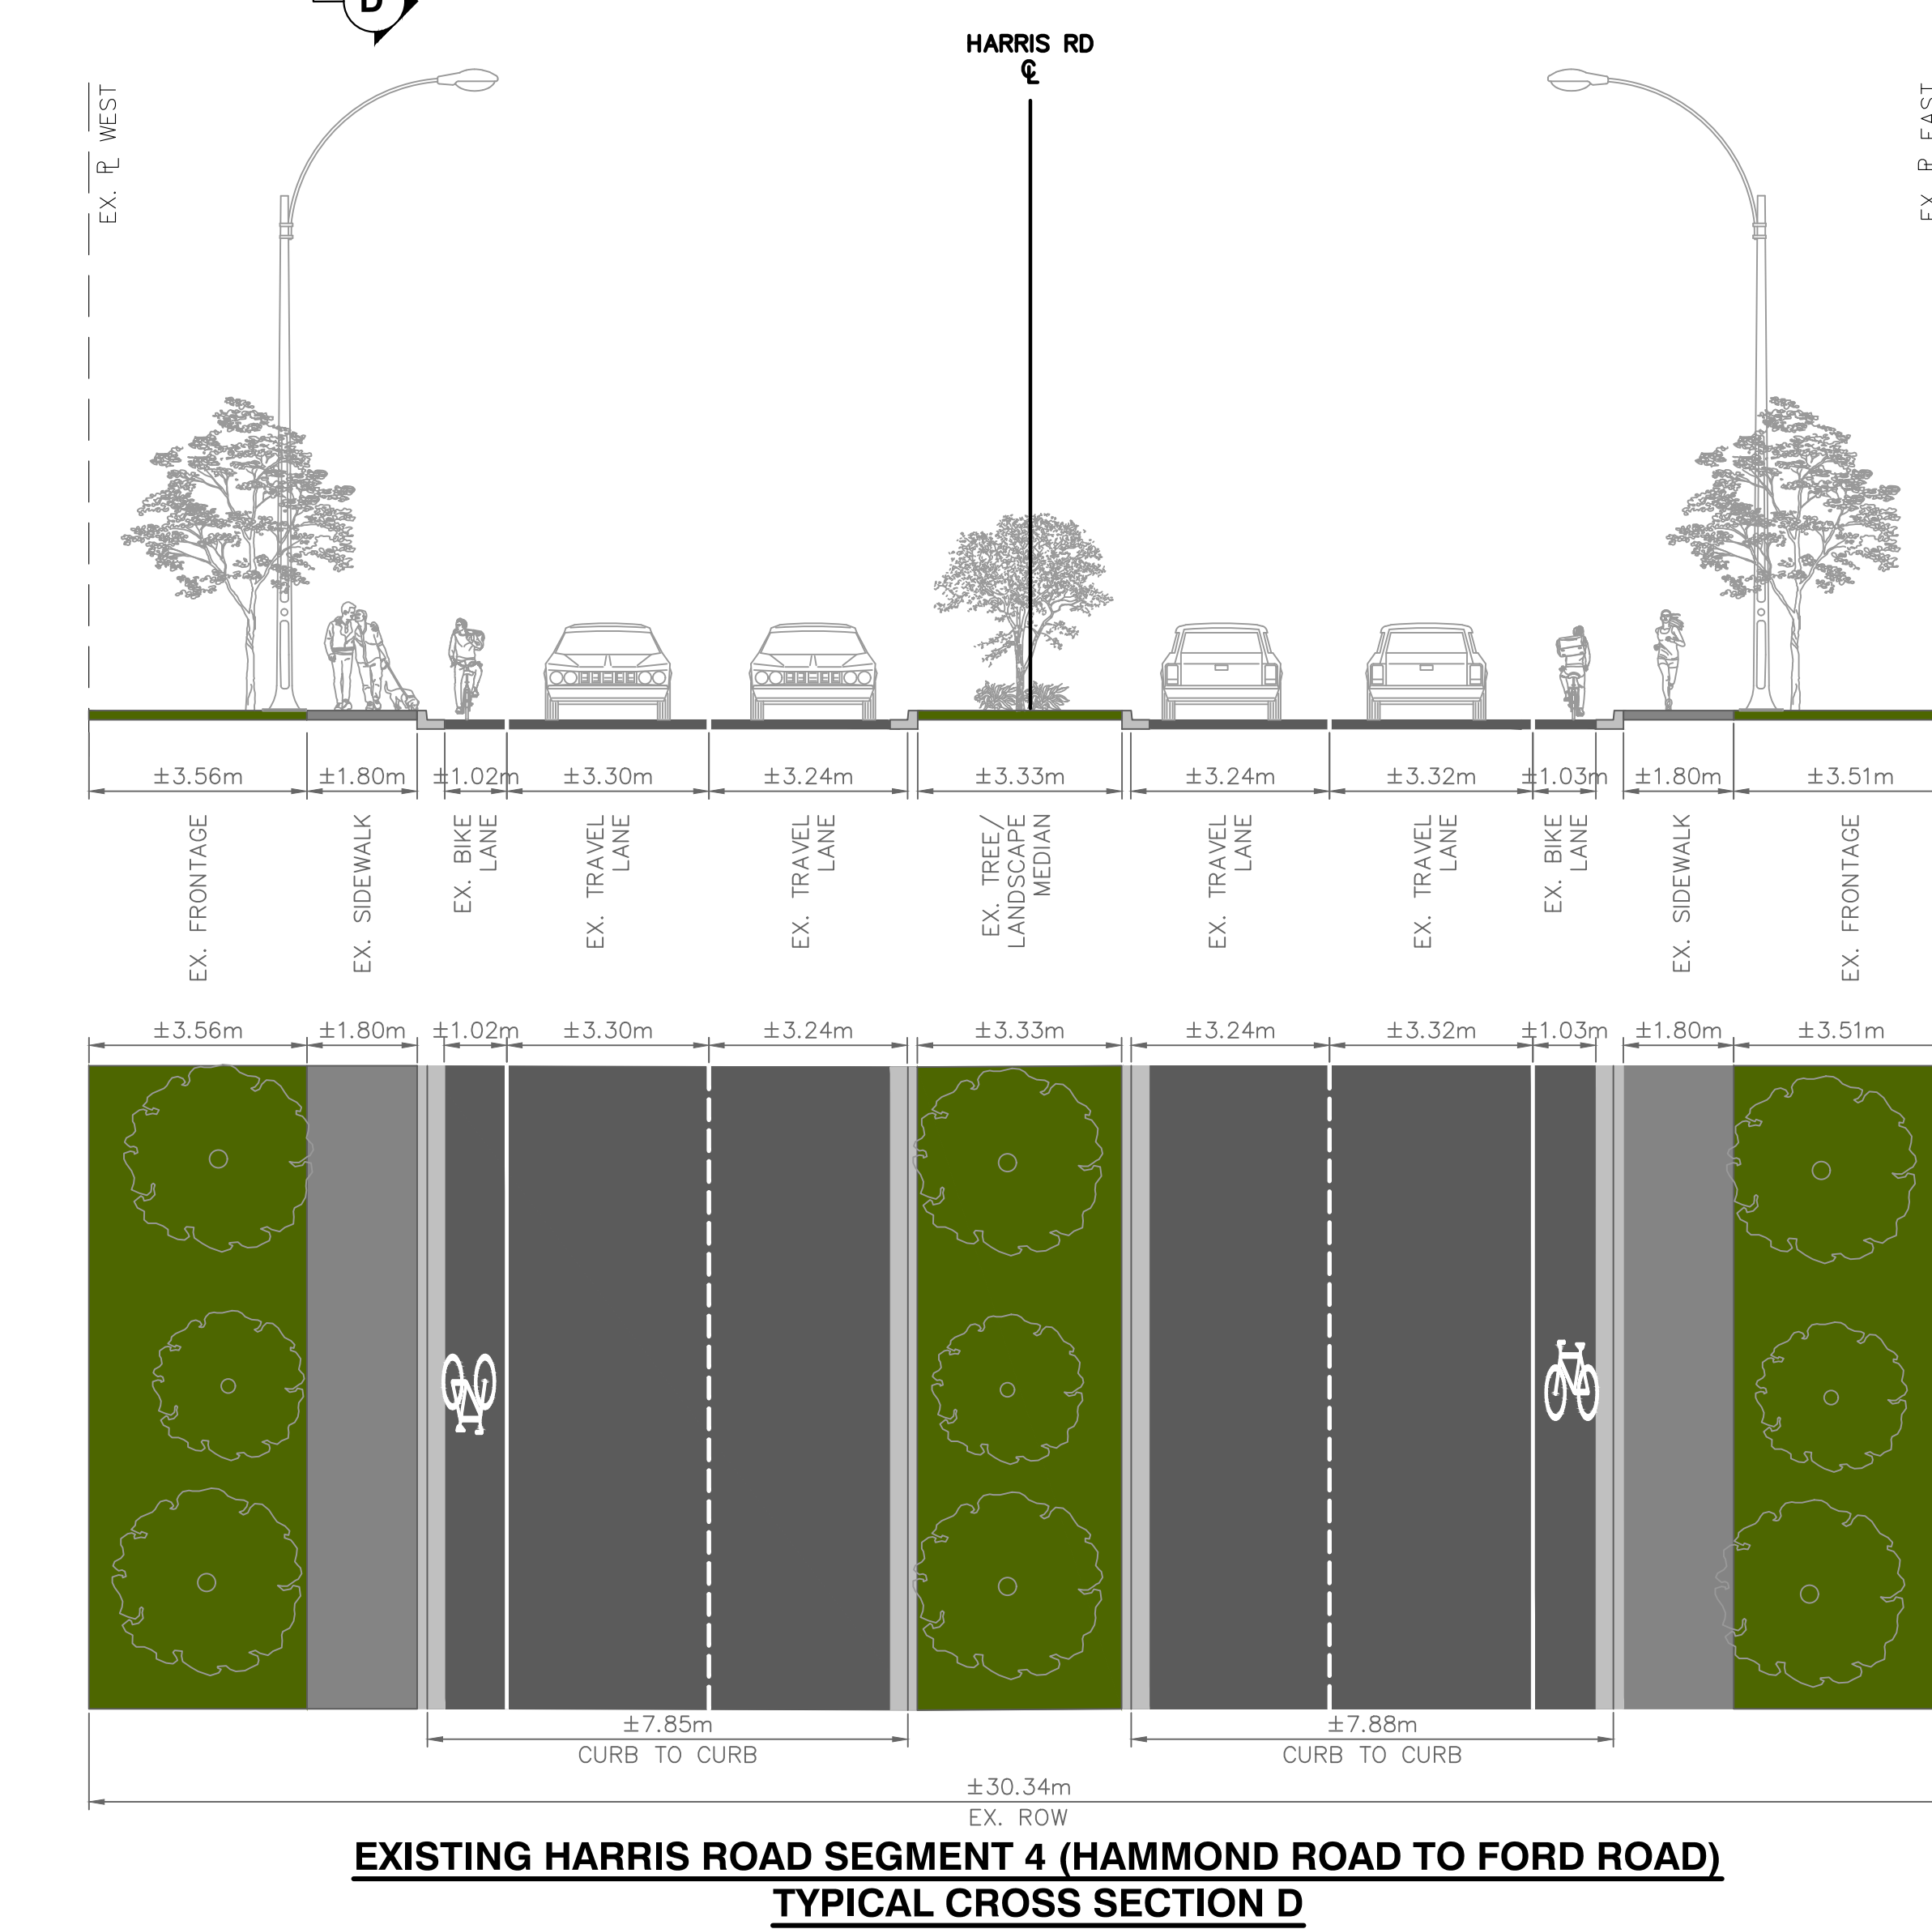 D
HARRIS RD
℄
EX. ⅊ WEST
EX. ⅊ EAST
±3.56m ±1.80m ±1.02m ±3.30m ±3.24m ±3.33m ±3.24m ±3.32m ±1.03m ±1.80m ±3.51m
EX. FRONTAGE
EX. SIDEWALK
EX. BIKE
LANE
EX. TRAVEL
LANE
EX. TRAVEL
LANE
EX. TREE/
LANDSCAPE
MEDIAN
EX. TRAVEL
LANE
EX. TRAVEL
LANE
EX. BIKE
LANE
EX. SIDEWALK
EX. FRONTAGE
±3.56m ±1.80m ±1.02m ±3.30m ±3.24m ±3.33m ±3.24m ±3.32m ±1.03m ±1.80m ±3.51m
±7.85m
CURB TO CURB
±7.88m
CURB TO CURB
±30.34m
EX. ROW
EXISTING HARRIS ROAD SEGMENT 4 (HAMMOND ROAD TO FORD ROAD)
TYPICAL CROSS SECTION D